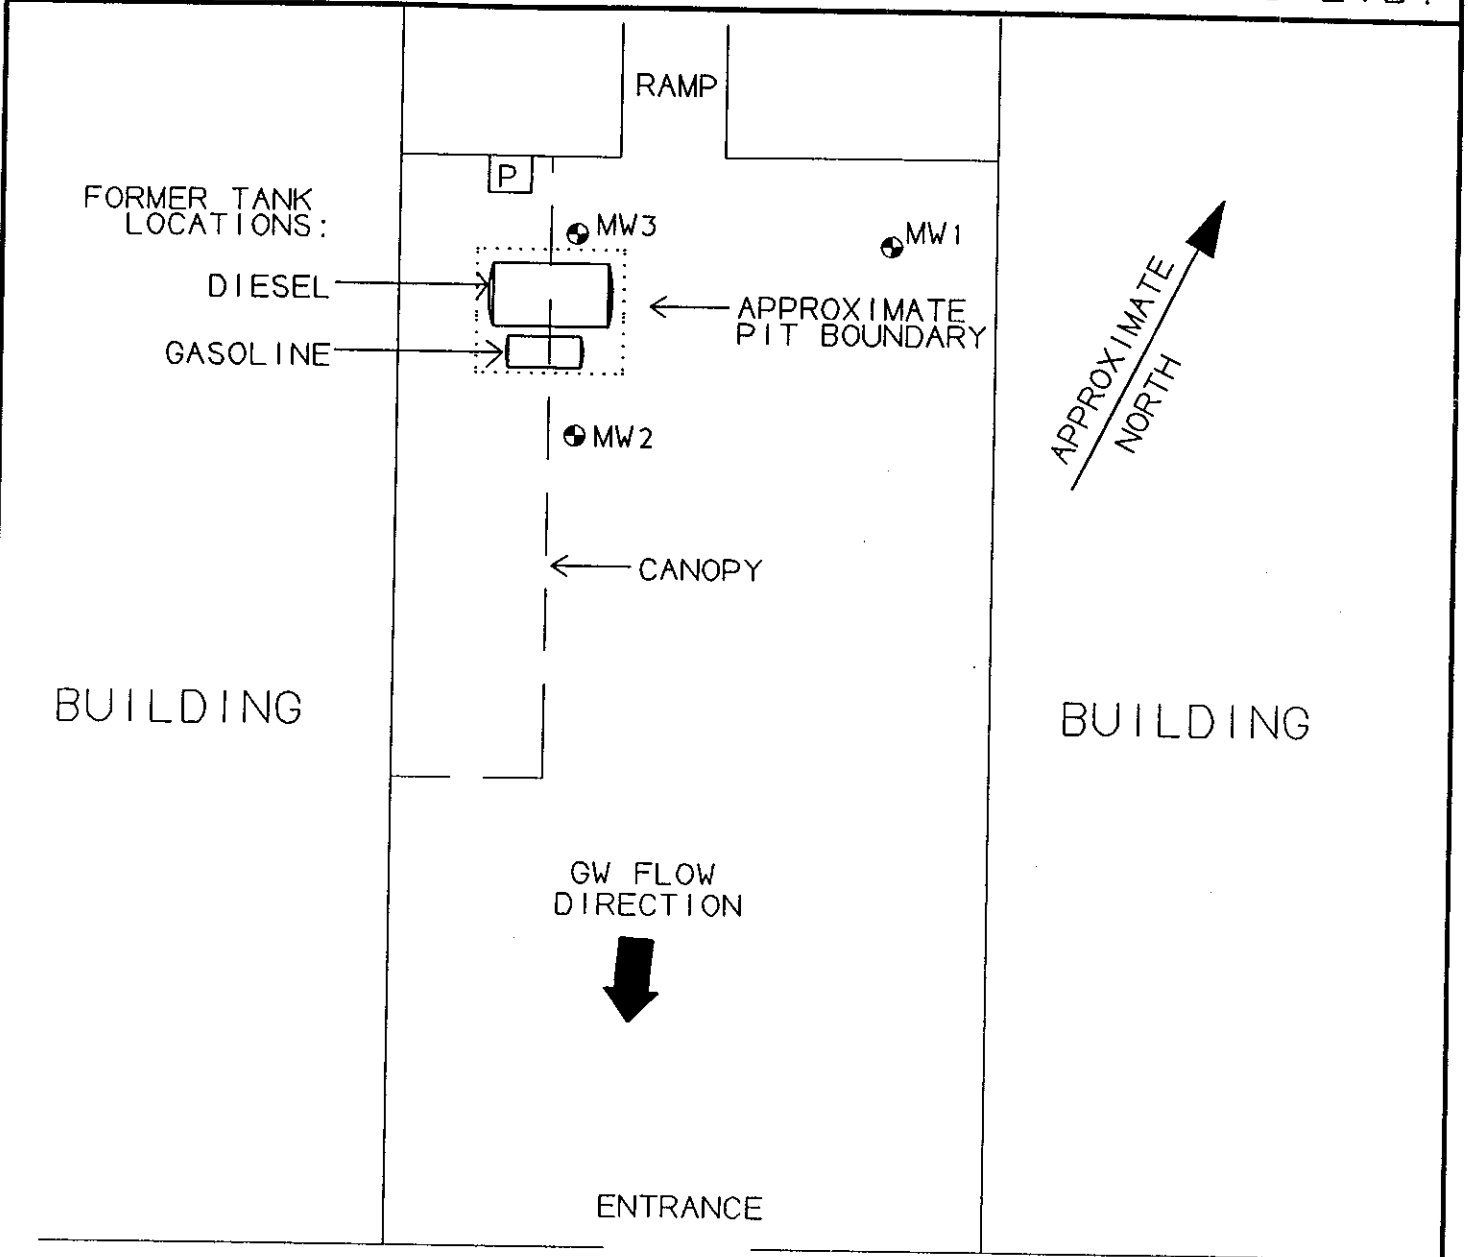 RAMP
P
FORMER TANK
LOCATIONS:
MW3
MW1
DIESEL
APPROXIMATE
PIT BOUNDARY
GASOLINE
APPROXIMATE
NORTH
MW2
CANOPY
BUILDING
BUILDING
GW FLOW
DIRECTION
ENTRANCE